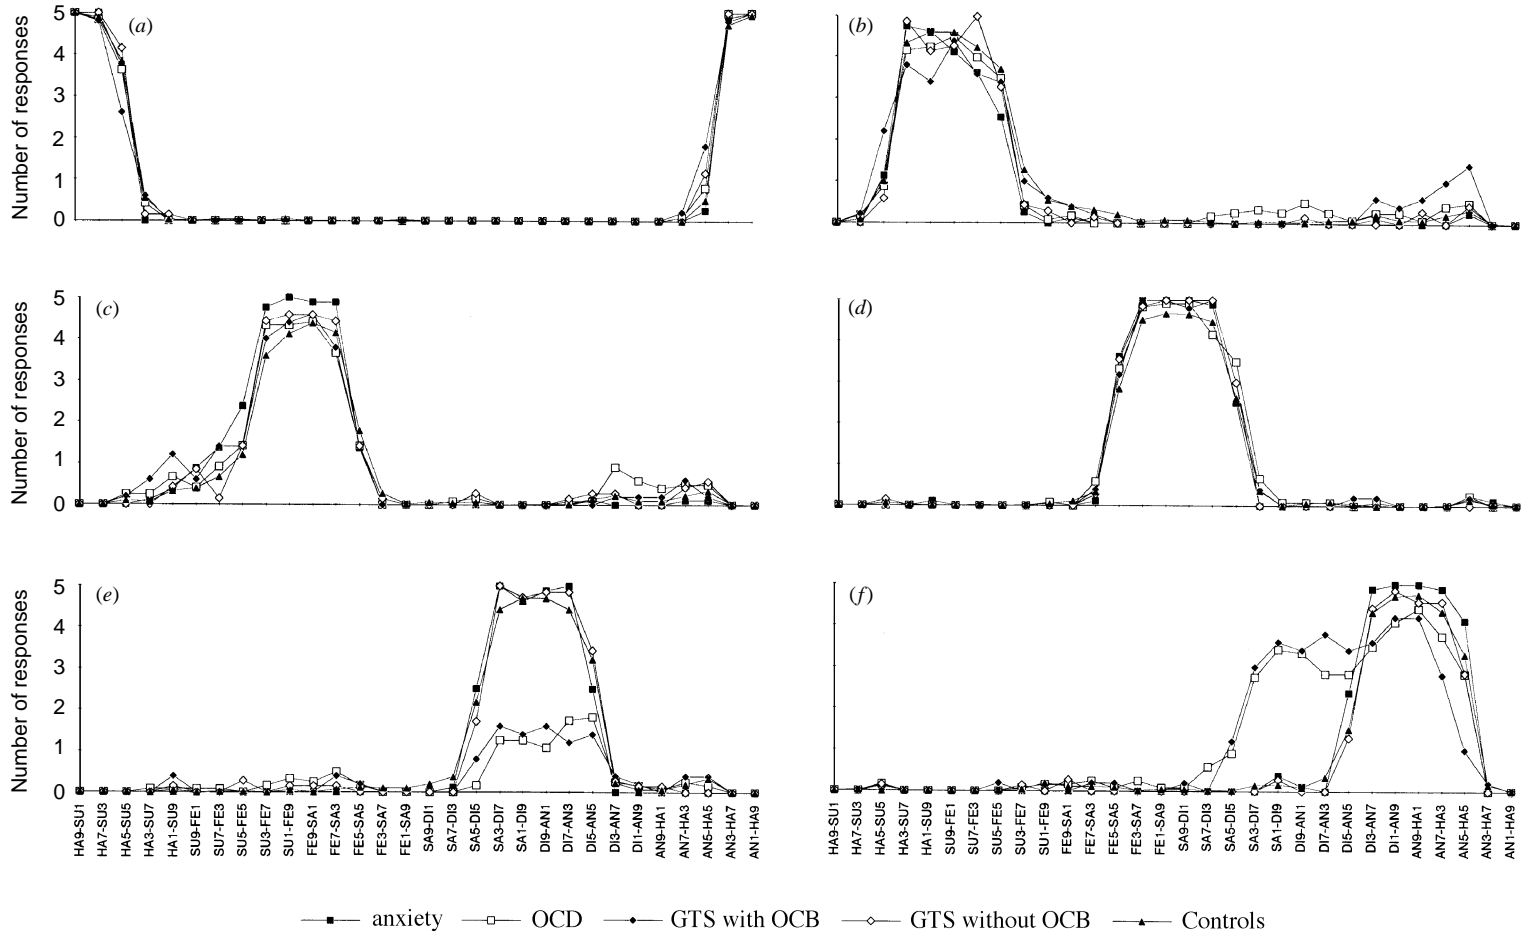 5
4
3
2
1
0
Number of responses
(a)
(b)
5
4
3
2
1
0
Number of responses
(c)
(d)
5
4
3
2
1
0
Number of responses
(e)
(f)
HA9-SU1
HA7-SU3
HA5-SU5
HA3-SU7
HA1-SU9
SU9-FE1
SU7-FE3
SU5-FE5
SU3-FE7
SU1-FE9
FE9-SA1
FE7-SA3
FE5-SA5
FE3-SA7
FE1-SA9
SA9-DI1
SA7-DI3
SA5-DI5
SA3-DI7
SA1-DI9
DI9-AN1
DI7-AN3
DI5-AN5
DI3-AN7
DI1-AN9
AN9-HA1
AN7-HA3
AN5-HA5
AN3-HA7
AN1-HA9
HA9-SU1
HA7-SU3
HA5-SU5
HA3-SU7
HA1-SU9
SU9-FE1
SU7-FE3
SU5-FE5
SU3-FE7
SU1-FE9
FE9-SA1
FE7-SA3
FE5-SA5
FE3-SA7
FE1-SA9
SA9-DI1
SA7-DI3
SA5-DI5
SA3-DI7
SA1-DI9
DI9-AN1
DI7-AN3
DI5-AN5
DI3-AN7
DI1-AN9
AN9-HA1
AN7-HA3
AN5-HA5
AN3-HA7
AN1-HA9
anxiety OCD GTS with OCB GTS without OCB Controls